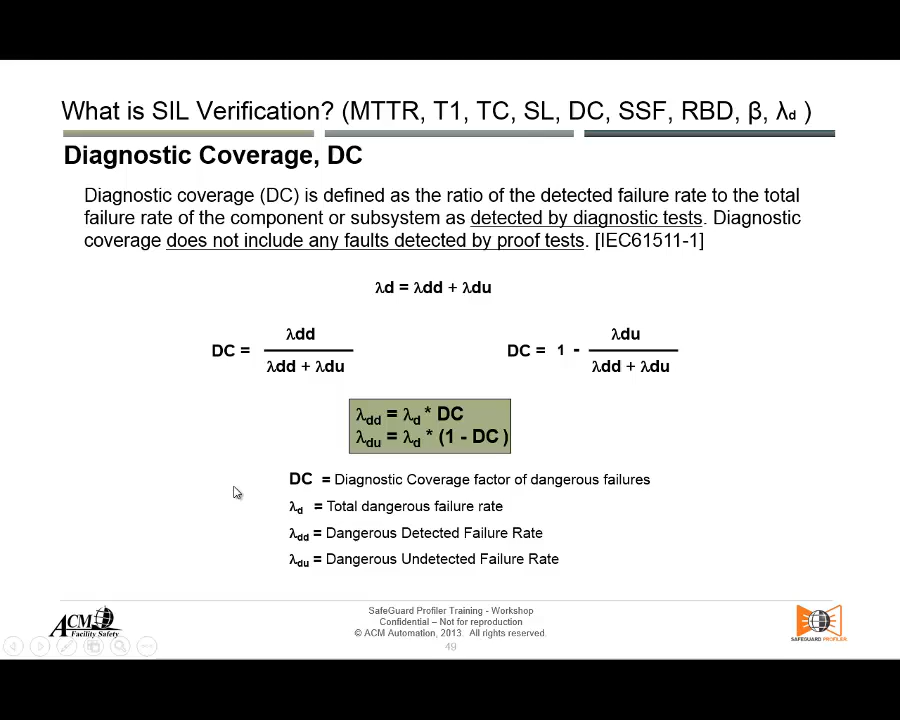 What is SIL Verification? (MTTR, T1, TC, SL, DC, SSF, RBD, β, λd )
Diagnostic Coverage, DC
Diagnostic coverage (DC) is defined as the ratio of the detected failure rate to the total
failure rate of the component or subsystem as detected by diagnostic tests. Diagnostic
coverage does not include any faults detected by proof tests. [IEC61511-1]
λd = λdd + λdu
DC = λdd
λdd + λdu
DC = 1 - λdu
λdd + λdu
λdd = λd * DC
λdu = λd * (1 - DC )
DC = Diagnostic Coverage factor of dangerous failures
λd = Total dangerous failure rate
λdd = Dangerous Detected Failure Rate
λdu = Dangerous Undetected Failure Rate
ACM
Facility Safety
SafeGuard Profiler Training - Workshop
Confidential – Not for reproduction
© ACM Automation, 2013. All rights reserved.
49
SAFEGUARD PROFILER